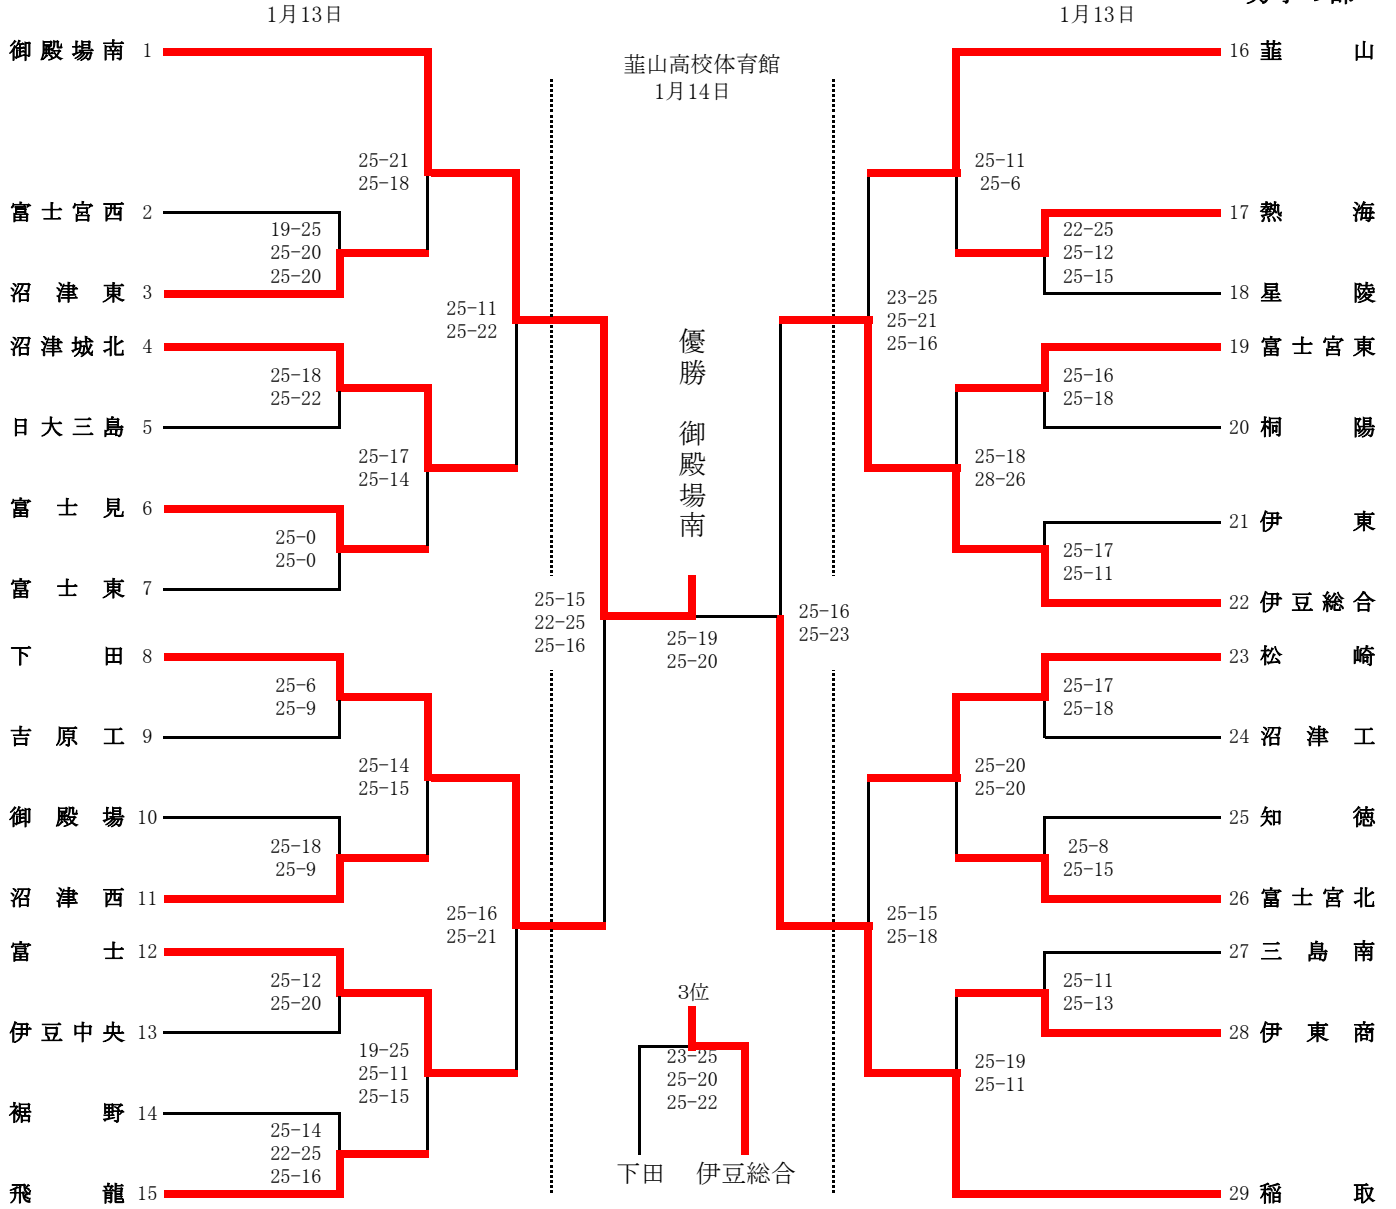 1月13日
1月13日
韮山高校体育館
1月14日
御殿場南 1
富士宮西 2
沼津東 3
沼津城北 4
日大三島 5
富士見 6
富士東 7
下田 8
吉原工 9
御殿場 10
沼津西 11
富士 12
伊豆中央 13
裾野 14
飛龍 15
19-25
25-20
25-20
25-18
25-22
25-0
25-0
25-6
25-9
25-18
25-9
25-12
25-20
25-14
22-25
25-16
25-21
25-18
25-17
25-14
25-14
25-15
19-25
25-11
25-15
25-11
25-22
25-16
25-21
25-15
22-25
25-16
優勝 御殿場南
25-19
25-20
3位
23-25
25-20
25-22
下田 伊豆総合
25-16
25-23
23-25
25-21
25-16
25-15
25-18
25-11
25-6
25-18
28-26
25-20
25-20
25-19
25-11
22-25
25-12
25-15
25-16
25-18
25-17
25-11
25-17
25-18
25-8
25-15
25-11
25-13
16 韮山
17 熱海
18 星陵
19 富士宮東
20 桐陽
21 伊東
22 伊豆総合
23 松崎
24 沼津工
25 知徳
26 富士宮北
27 三島南
28 伊東商
29 稲取